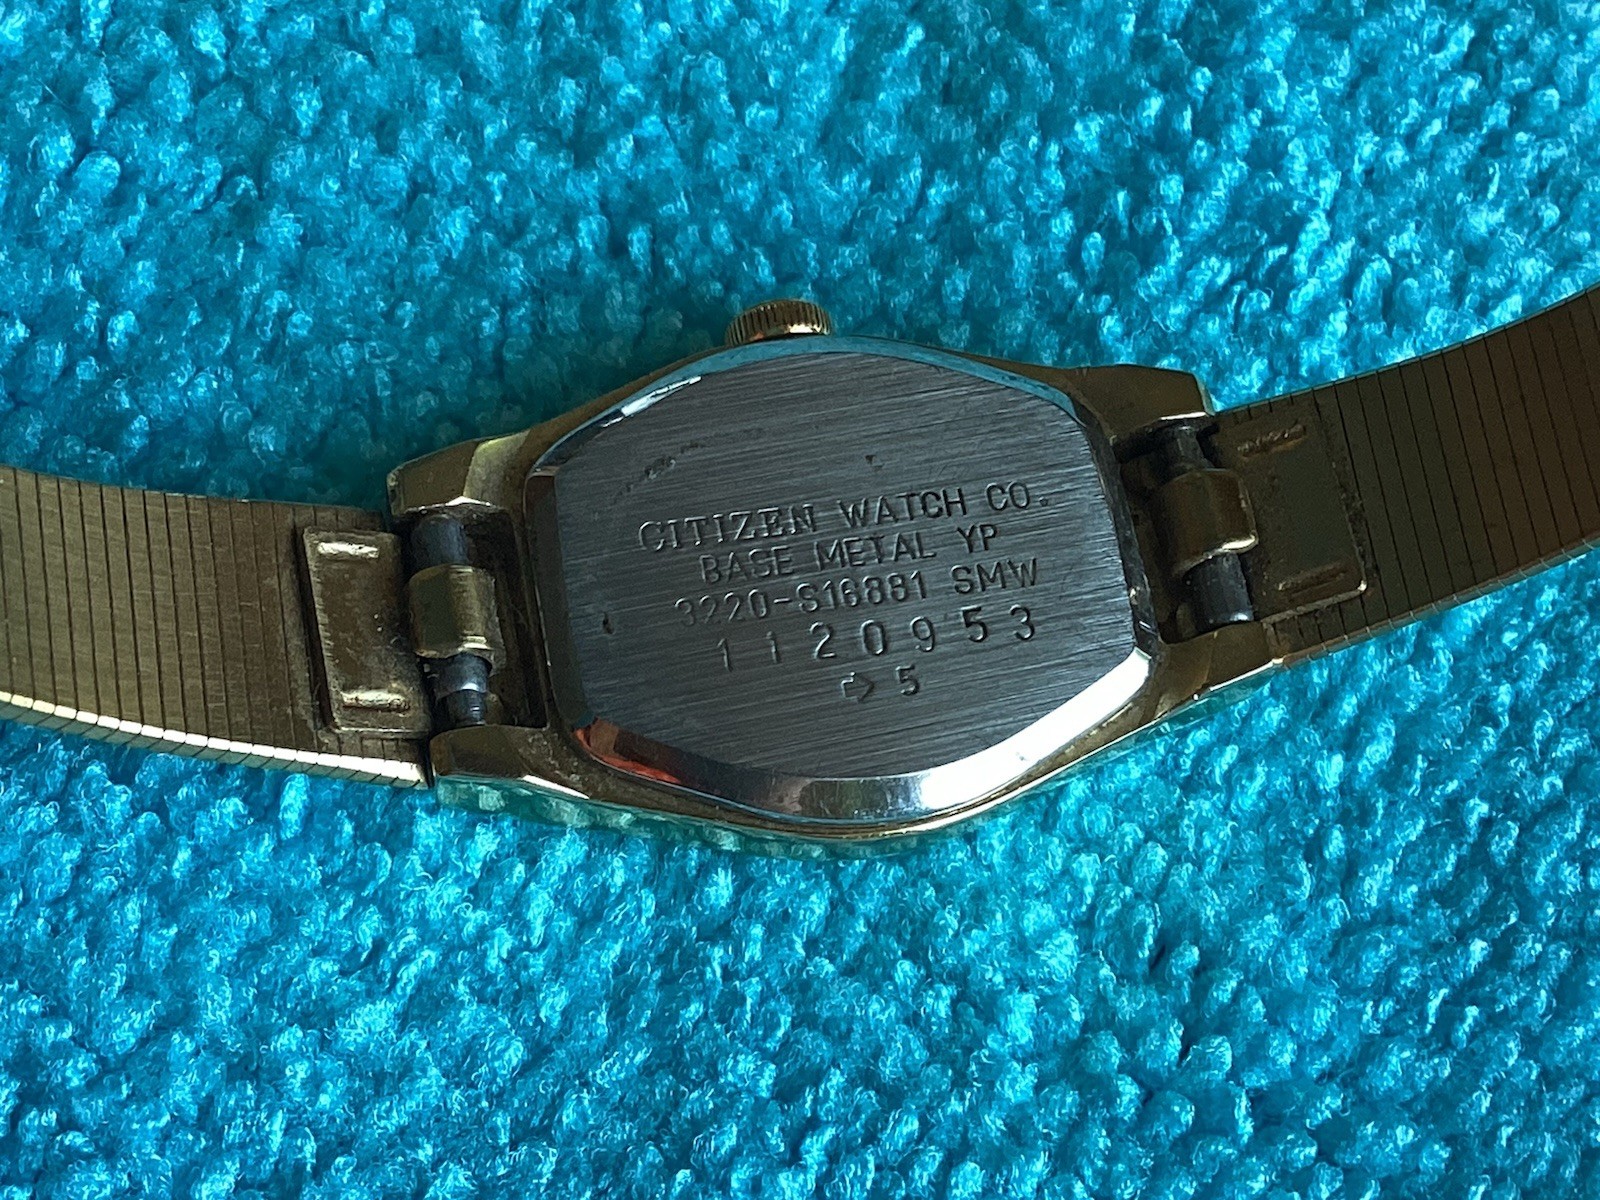 CITIZEN WATCH CO.
BASE METAL YP
3220-S16881 SMW
1120953
⇨ 5